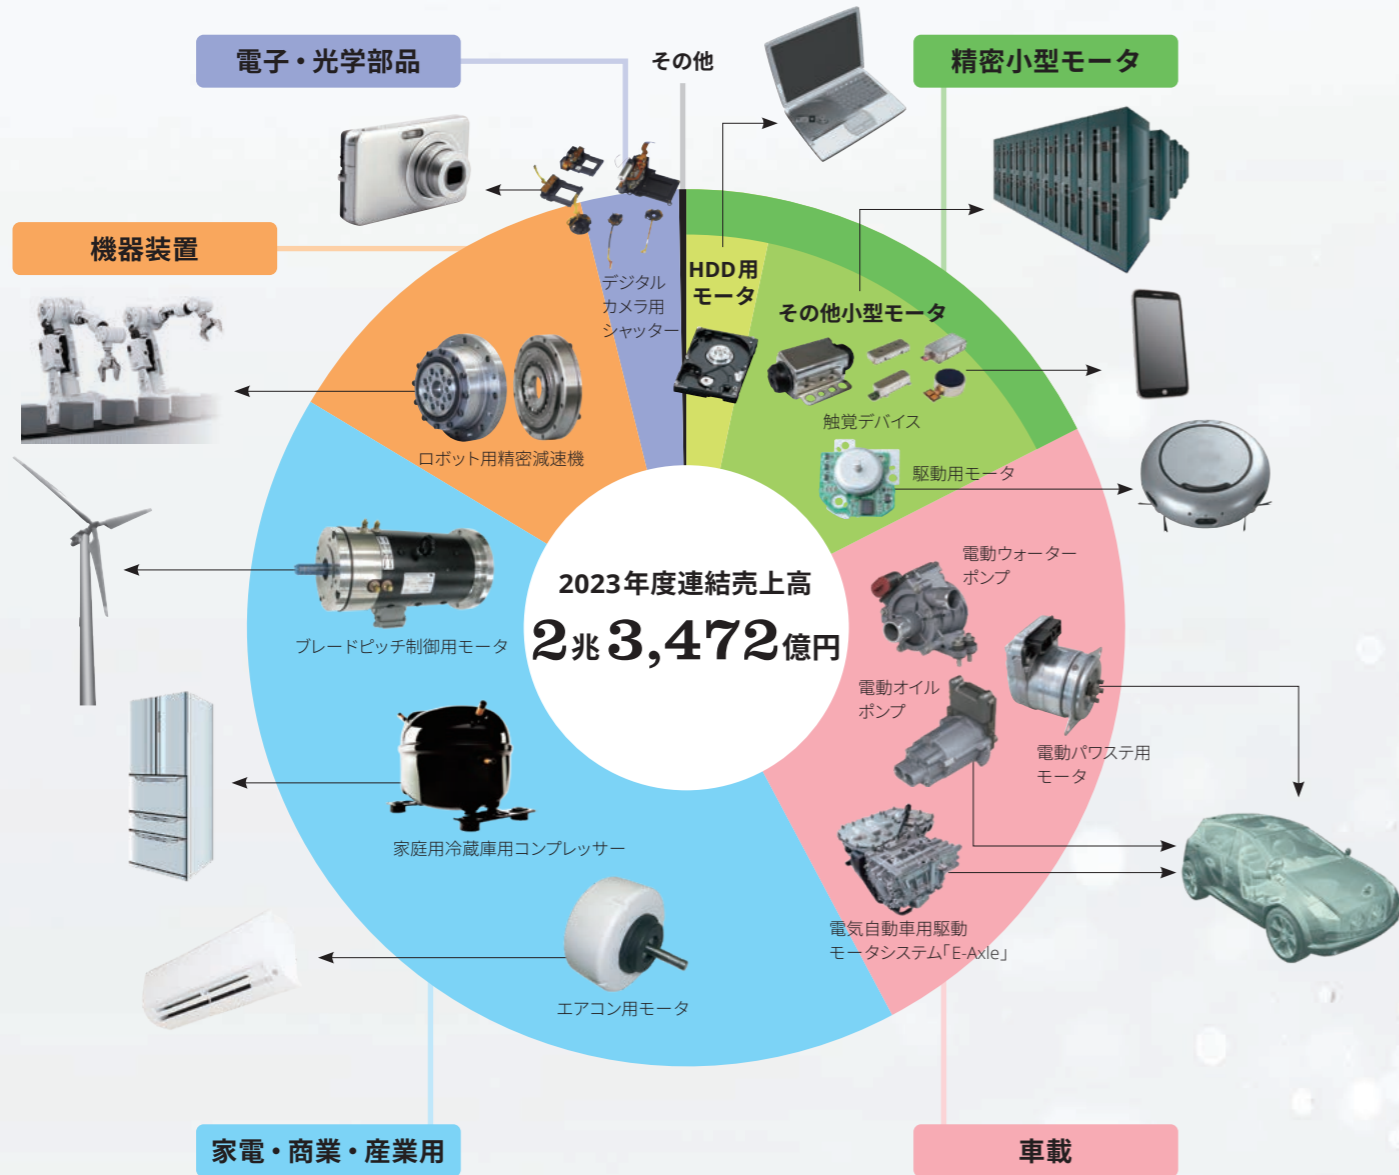 電子・光学部品
その他
精密小型モータ
機器装置
デジタル
カメラ用
シャッター
HDD用
モータ
その他小型モータ
触覚デバイス
ロボット用精密減速機
駆動用モータ
電動ウォーター
ポンプ
2023年度連結売上高
2兆3,472億円
ブレードピッチ制御用モータ
電動オイル
ポンプ
電動パワステ用
モータ
家庭用冷蔵庫用コンプレッサー
電気自動車用駆動
モータシステム「E-Axle」
エアコン用モータ
家電・商業・産業用
車載